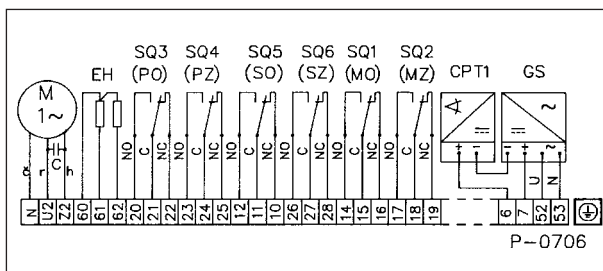 SQ3 SQ4 SQ5 SQ6 SQ1 SQ2
EH (PO) (PZ) (SO) (SZ) (MO) (MZ) CPT1 GS
M
1~
C
r h
NO C NC NO C NC NO C NC NO C NC NO C NC NO C NC
+ − − + ~
U N
N U2 Z2 60 61 62 20 21 22 23 24 25 12 11 10 26 27 28 14 15 16 17 18 19 6 7 52 53
P-0706